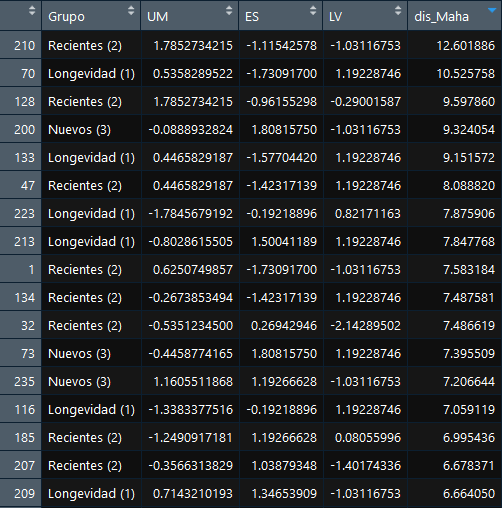 Grupo UM ES LV dis_Maha
210 Recientes (2) 1.7852734215 -1.11542578 -1.03116753 12.601886
70 Longevidad (1) 0.5358289522 -1.73091700 1.19228746 10.525758
128 Recientes (2) 1.7852734215 -0.96155298 -0.29001587 9.597860
200 Nuevos (3) -0.0888932824 1.80815750 -1.03116753 9.324054
133 Longevidad (1) 0.4465829187 -1.57704420 1.19228746 9.151572
47 Recientes (2) 0.4465829187 -1.42317139 1.19228746 8.088820
223 Longevidad (1) -1.7845679192 -0.19218896 0.82171163 7.875906
213 Longevidad (1) -0.8028615505 1.50041189 1.19228746 7.847768
1 Recientes (2) 0.6250749857 -1.73091700 -1.03116753 7.583184
134 Recientes (2) -0.2673853494 -1.42317139 -1.03116753 7.487581
32 Recientes (2) -0.5351234500 0.26942946 -2.14289502 7.486619
73 Nuevos (3) -0.4458774165 1.80815750 1.19228746 7.395509
235 Nuevos (3) 1.1605511868 1.19266628 -1.03116753 7.206644
116 Longevidad (1) -1.3383377516 -0.19218896 1.19228746 7.059119
185 Recientes (2) -1.2490917181 1.19266628 0.08055996 6.995436
207 Recientes (2) -0.3566313829 1.03879348 -1.40174336 6.678371
209 Longevidad (1) 0.7143210193 1.34653909 -1.03116753 6.664050